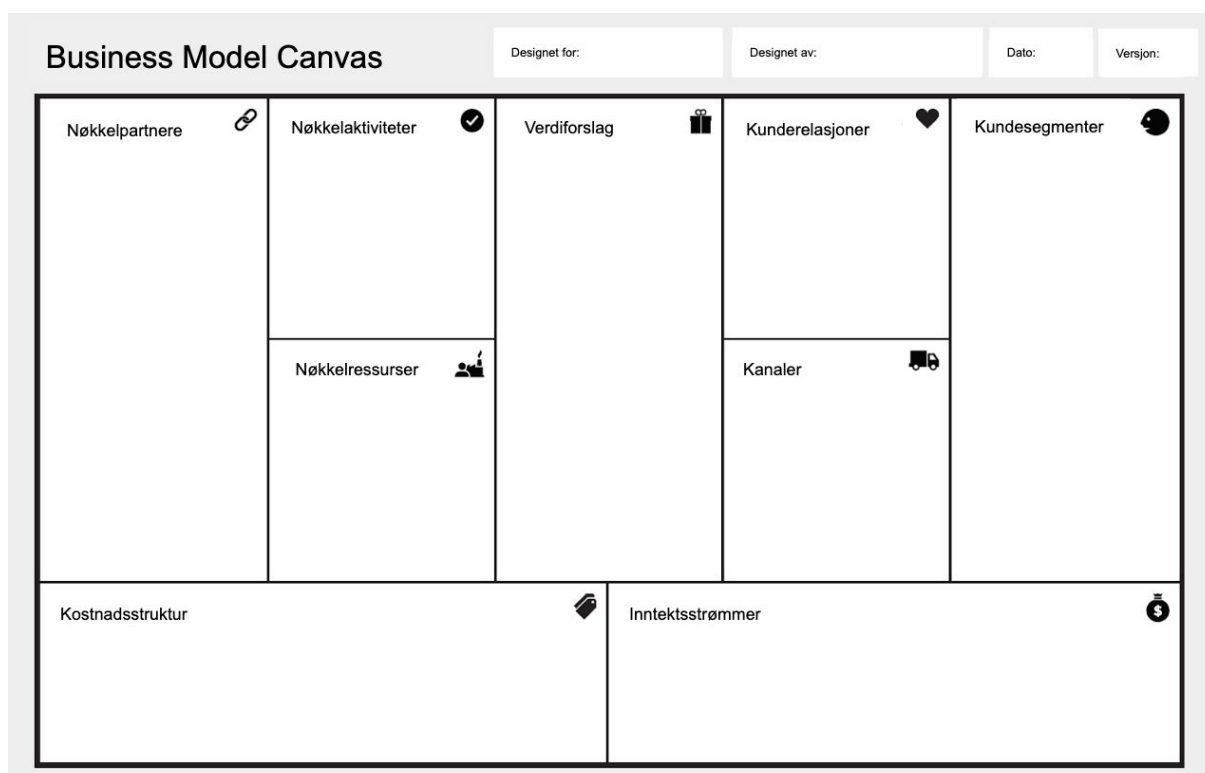 Business Model Canvas
Designet for:
Designet av:
Dato:
Versjon:
Nøkkelpartnere
Nøkkelaktiviteter
Verdiforslag
Kunderelasjoner
Kundesegmenter
Nøkkelressurser
Kanaler
Kostnadsstruktur
Inntektsstrømmer
$